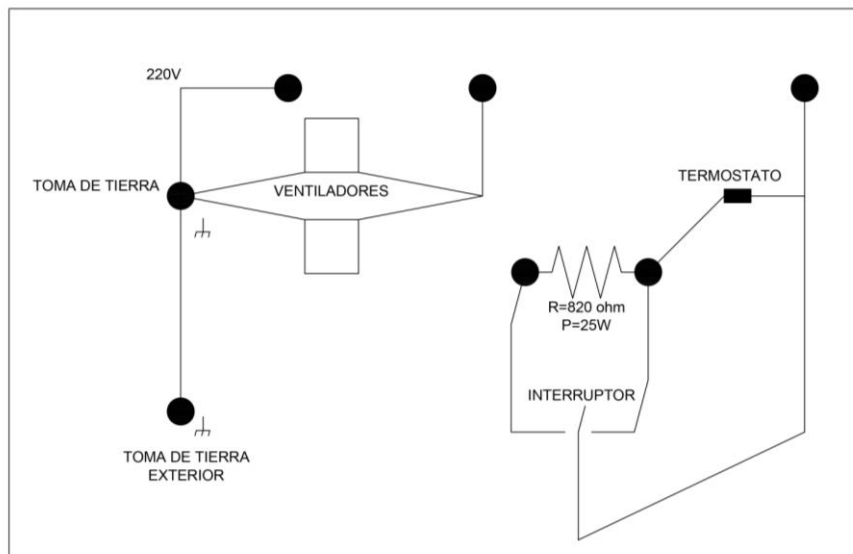 220V
TOMA DE TIERRA
VENTILADORES
TERMOSTATO
R=820 ohm
P=25W
INTERRUPTOR
TOMA DE TIERRA
EXTERIOR